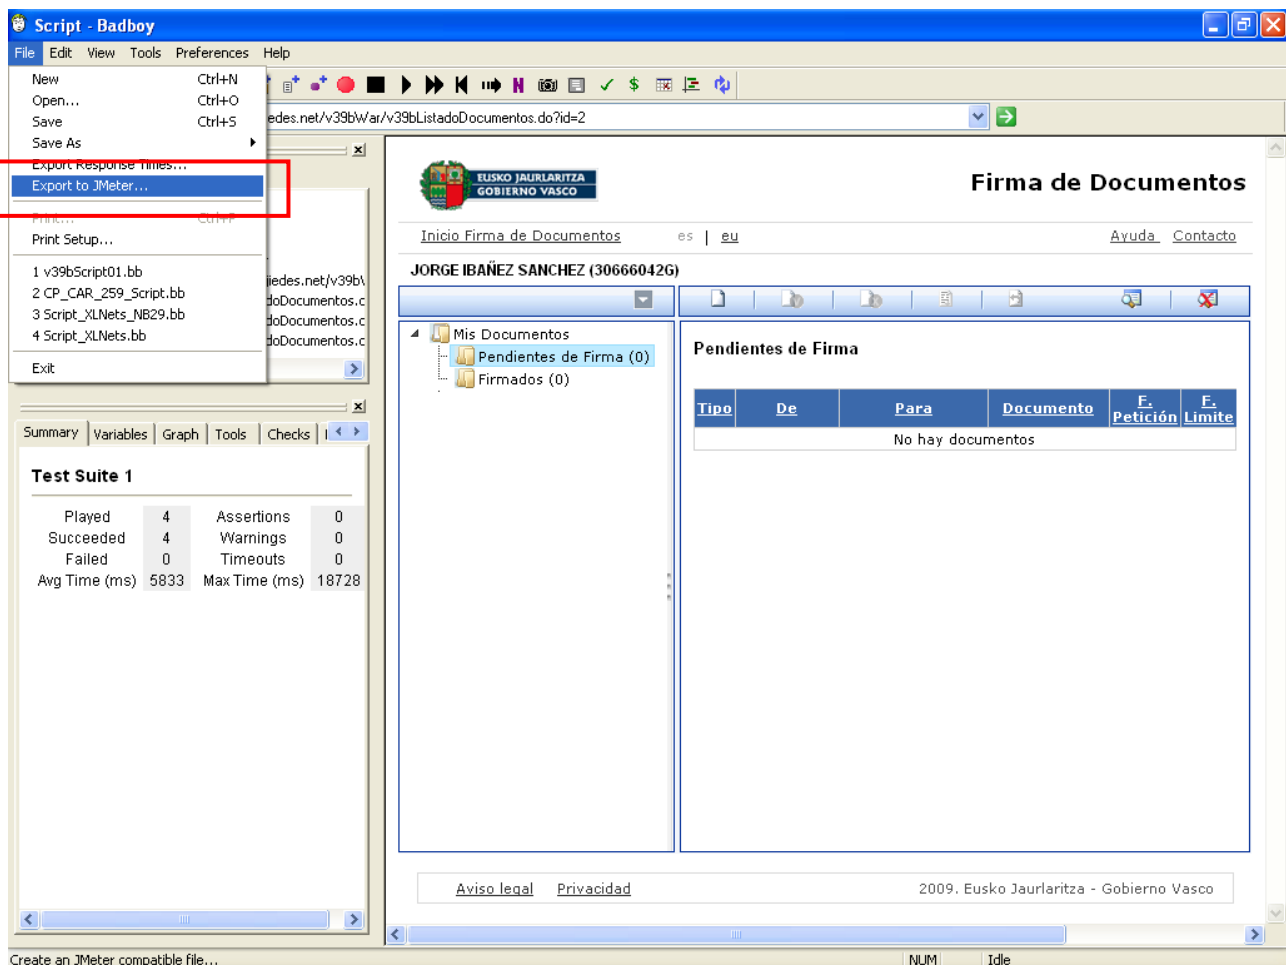 Script - Badboy
File Edit View Tools Preferences Help
New Ctrl+N
Open... Ctrl+O
Save Ctrl+S
Save As
Export Response Times...
Export to JMeter...
Print... Ctrl+P
Print Setup...
1 v39bScript01.bb
2 CP_CAR_259_Script.bb
3 Script_XLNets_NB29.bb
4 Script_XLNets.bb
Exit
N $
edes.net/v39bWar/v39bListadoDocumentos.do?id=2
jiedes.net/v39b\
doDocumentos.c
doDocumentos.c
doDocumentos.c
Summary Variables Graph Tools Checks
Test Suite 1
Played 4 Assertions 0
Succeeded 4 Warnings 0
Failed 0 Timeouts 0
Avg Time (ms) 5833 Max Time (ms) 18728
EUSKO JAURLARITZA
GOBIERNO VASCO
Firma de Documentos
Inicio Firma de Documentos es | eu Ayuda Contacto
JORGE IBAÑEZ SANCHEZ (30666042G)
Mis Documentos
Pendientes de Firma (0)
Firmados (0)
Pendientes de Firma
Tipo De Para Documento F. Petición F. Limite
No hay documentos
Aviso legal Privacidad 2009. Eusko Jaurlaritza - Gobierno Vasco
Create an JMeter compatible file... NUM Idle